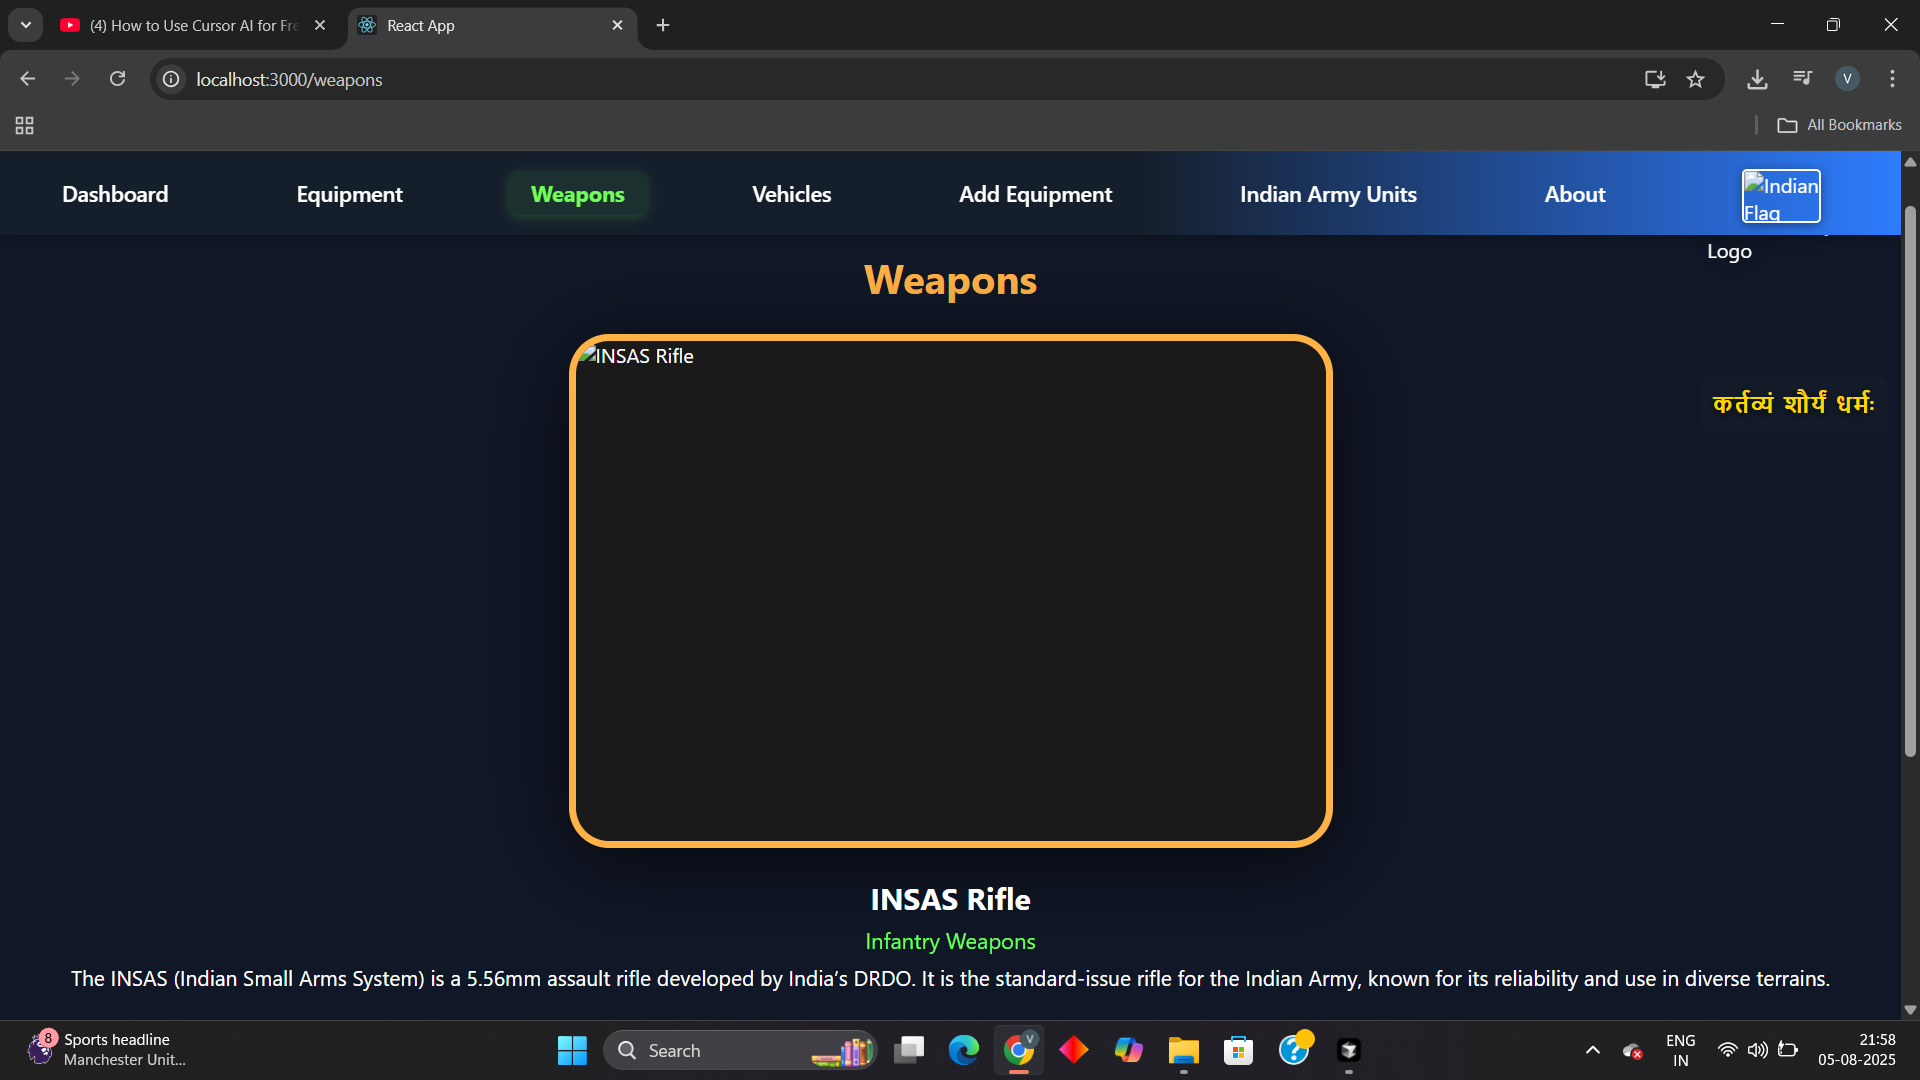 (4) How to Use Cursor AI for Fre
React App
localhost:3000/weapons
V
All Bookmarks
Dashboard
Equipment
Weapons
Vehicles
Add Equipment
Indian Army Units
About
Indian
Flag
Logo
Weapons
INSAS Rifle
कर्तव्यं शौर्यं धर्मः
INSAS Rifle
Infantry Weapons
The INSAS (Indian Small Arms System) is a 5.56mm assault rifle developed by India’s DRDO. It is the standard-issue rifle for the Indian Army, known for its reliability and use in diverse terrains.
8
Sports headline
Manchester Unit...
Search
V
ENG
IN
21:58
05-08-2025